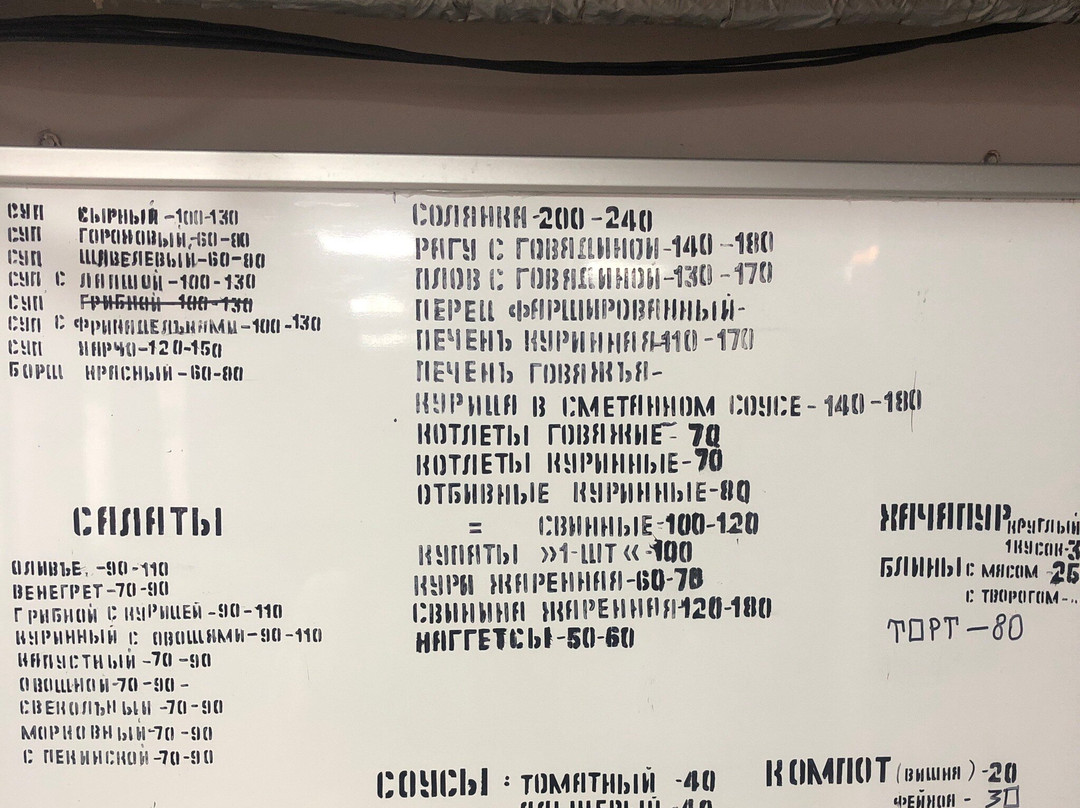 СУП СЫРНЫЙ -100-130
СУП ГОРОХОВЫЙ-60-80
СУП ЩАВЕЛЕВЫЙ-60-80
СУП С ЛАПШОЙ -100-130
СУП ГРИБНОЙ -100-130
СУП С ФРИКАДЕЛЬКАМИ-100-130
СУП ХАРЧО-120-150
БОРЩ КРАСНЫЙ-60-80
САЛАТЫ
ОЛИВЬЕ, -90-110
ВЕНЕГРЕТ-70-90
ГРИБНОЙ С КУРИЦЕЙ -90-110
КУРИННЫЙ С ОВОЩАМИ-90-110
КАПУСТНЫЙ -70 -90
ОВОЩНОЙ-70-90-
СВЕКОЛЬНЫЙ -70-90
МОРКОВНЫЙ-70 -90
С ПЕКИНСКОЙ-70-90
СОЛЯНКА-200-240
РАГУ С ГОВЯДИНОЙ-140 -180
ПЛОВ С ГОВЯДИНОЙ-130 -170
ПЕРЕЦ ФАРШИРОВАННЫЙ-
ПЕЧЕНЬ КУРИННАЯ-110 -170
ПЕЧЕНЬ ГОВЯЖЪЯ-
КУРИЦА В СМЕТАННОМ СОУСЕ - 140 -180
КОТЛЕТЫ ГОВЯЖИЕ- 70
КОТЛЕТЫ КУРИННЫЕ-70
ОТБИВНЫЕ КУРИННЫЕ-80
= СВИННЫЕ-100-120
КУПАТЫ »1-ШТ« -100
КУРА ЖАРЕННАЯ-60-70
СВИНИНА ЖАРЕННАЯ-120-180
НАГГЕТСЫ-50-60
СОУСЫ : ТОМАТНЫЙ -40
ХАЧАПУР КРУГЛЫЙ
1КУСОК-3
БЛИНЫ С МЯСОМ -25
С ТВОРОГОМ-..
ТОРТ-80
КОМПОТ (ВИШНЯ)-20
ФЕЙХОА - 30